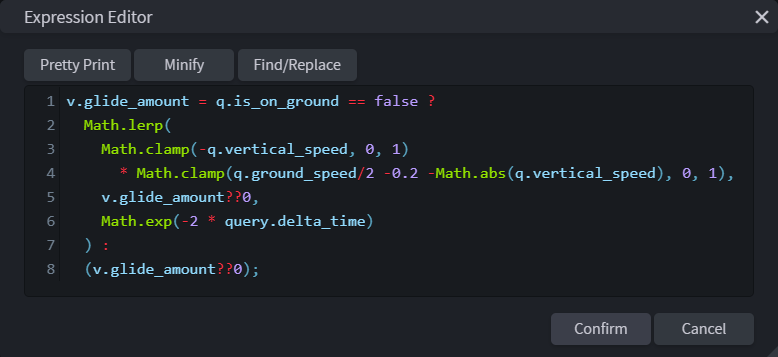 Expression Editor
Pretty Print Minify Find/Replace
1 v.glide_amount = q.is_on_ground == false ?
2 Math.lerp(
3 Math.clamp(-q.vertical_speed, 0, 1)
4 * Math.clamp(q.ground_speed/2 -0.2 -Math.abs(q.vertical_speed), 0, 1),
5 v.glide_amount??0,
6 Math.exp(-2 * query.delta_time)
7 ) :
8 (v.glide_amount??0);
Confirm Cancel